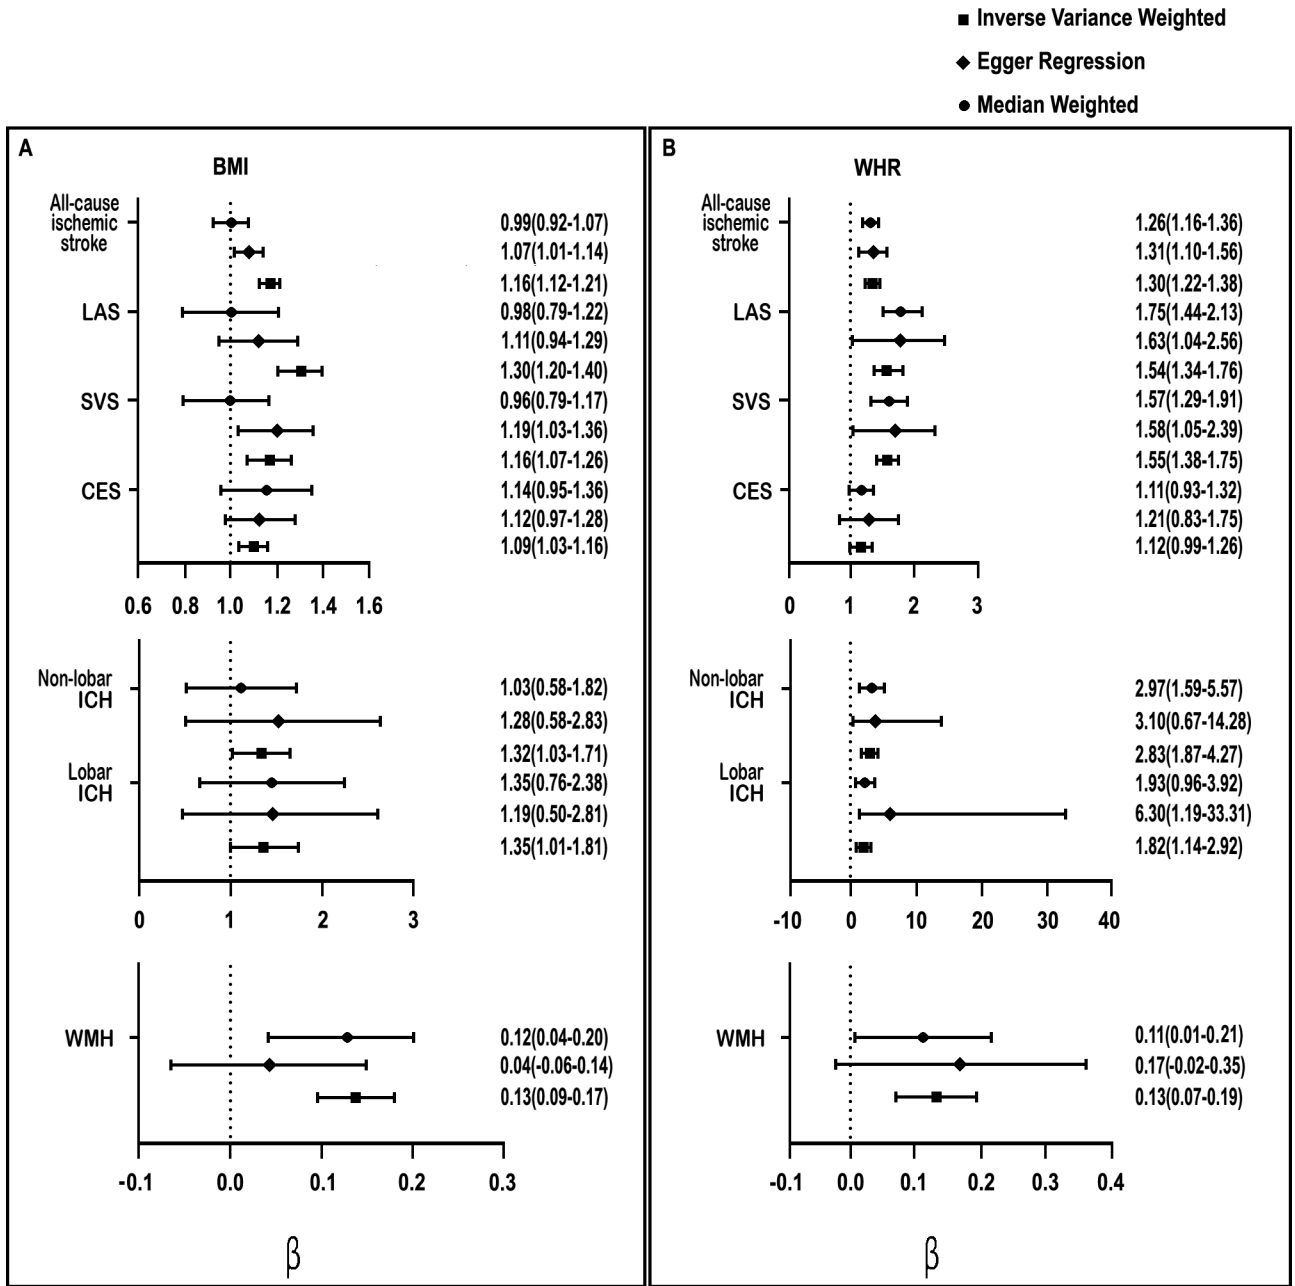 Inverse Variance Weighted
Egger Regression
Median Weighted
A
BMI
All-cause
ischemic
stroke
0.99(0.92-1.07)
1.07(1.01-1.14)
1.16(1.12-1.21)
LAS
0.98(0.79-1.22)
1.11(0.94-1.29)
1.30(1.20-1.40)
SVS
0.96(0.79-1.17)
1.19(1.03-1.36)
1.16(1.07-1.26)
CES
1.14(0.95-1.36)
1.12(0.97-1.28)
1.09(1.03-1.16)
0.6 0.8 1.0 1.2 1.4 1.6
Non-lobar
ICH
1.03(0.58-1.82)
1.28(0.58-2.83)
1.32(1.03-1.71)
Lobar
ICH
1.35(0.76-2.38)
1.19(0.50-2.81)
1.35(1.01-1.81)
0 1 2 3
WMH
0.12(0.04-0.20)
0.04(-0.06-0.14)
0.13(0.09-0.17)
-0.1 0.0 0.1 0.2 0.3
β
B
WHR
All-cause
ischemic
stroke
1.26(1.16-1.36)
1.31(1.10-1.56)
1.30(1.22-1.38)
LAS
1.75(1.44-2.13)
1.63(1.04-2.56)
1.54(1.34-1.76)
SVS
1.57(1.29-1.91)
1.58(1.05-2.39)
1.55(1.38-1.75)
CES
1.11(0.93-1.32)
1.21(0.83-1.75)
1.12(0.99-1.26)
0 1 2 3
Non-lobar
ICH
2.97(1.59-5.57)
3.10(0.67-14.28)
2.83(1.87-4.27)
Lobar
ICH
1.93(0.96-3.92)
6.30(1.19-33.31)
1.82(1.14-2.92)
-10 0 10 20 30 40
WMH
0.11(0.01-0.21)
0.17(-0.02-0.35)
0.13(0.07-0.19)
-0.1 0.0 0.1 0.2 0.3 0.4
β